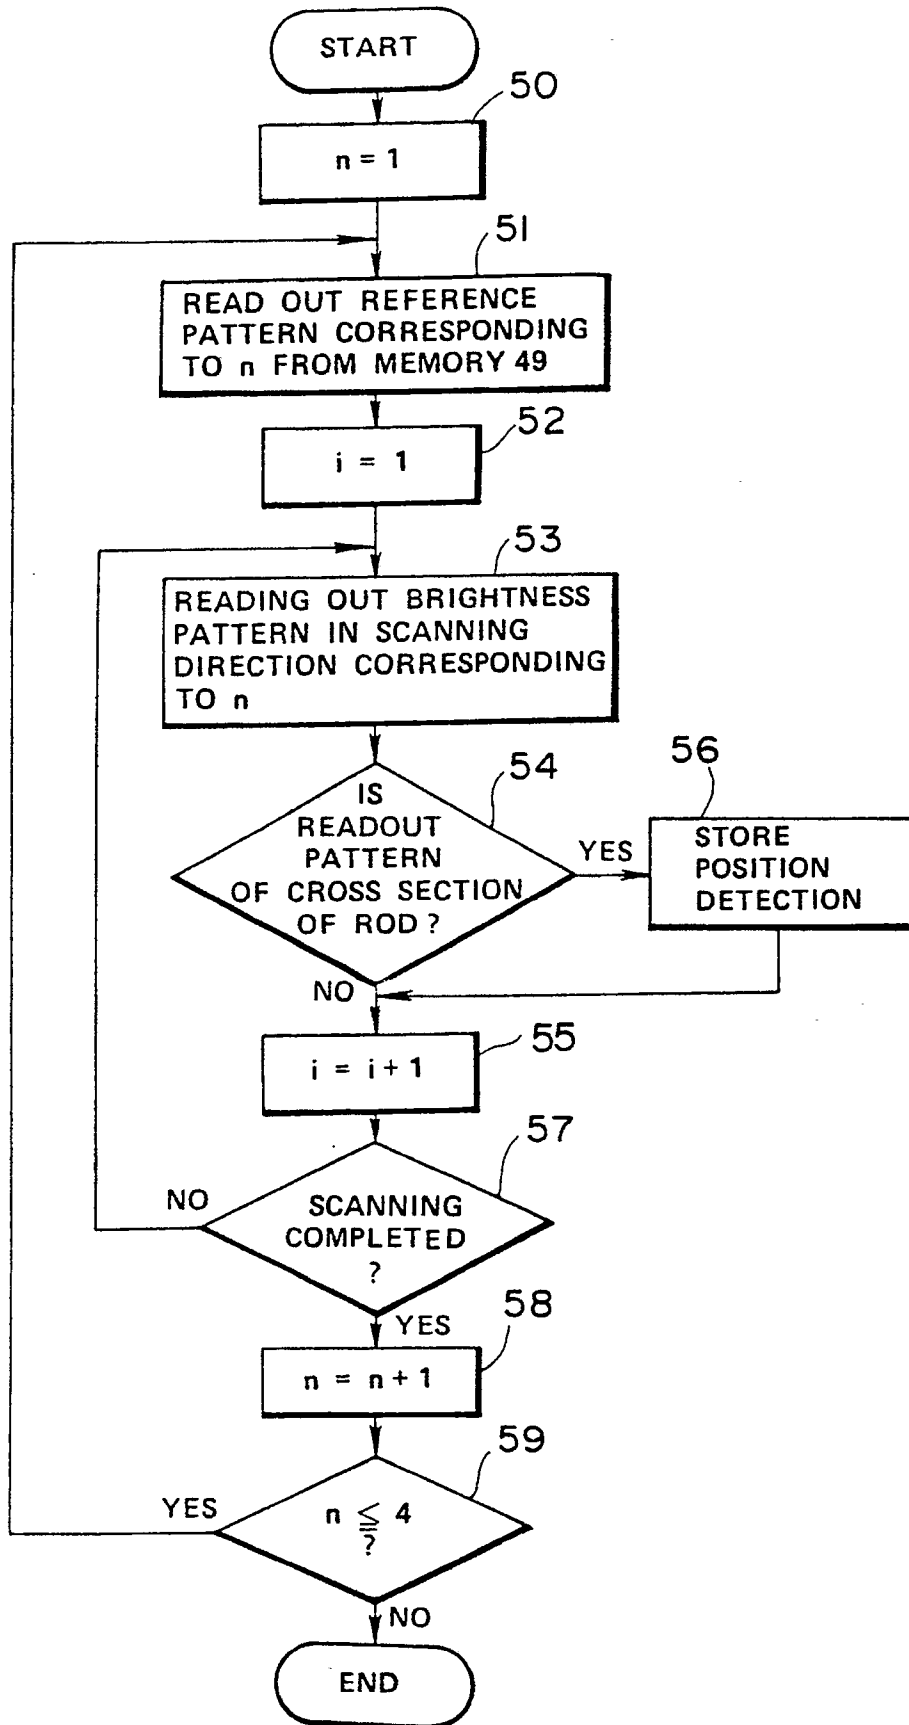 START
50
n = 1
51
READ OUT REFERENCE
PATTERN CORRESPONDING
TO n FROM MEMORY 49
52
i = 1
53
READING OUT BRIGHTNESS
PATTERN IN SCANNING
DIRECTION CORRESPONDING
TO n
54
IS
READOUT
PATTERN
OF CROSS SECTION
OF ROD ?
YES
56
STORE
POSITION
DETECTION
NO
55
i = i + 1
57
NO
SCANNING
COMPLETED
?
YES
58
n = n + 1
59
YES
n ≦ 4
?
NO
END